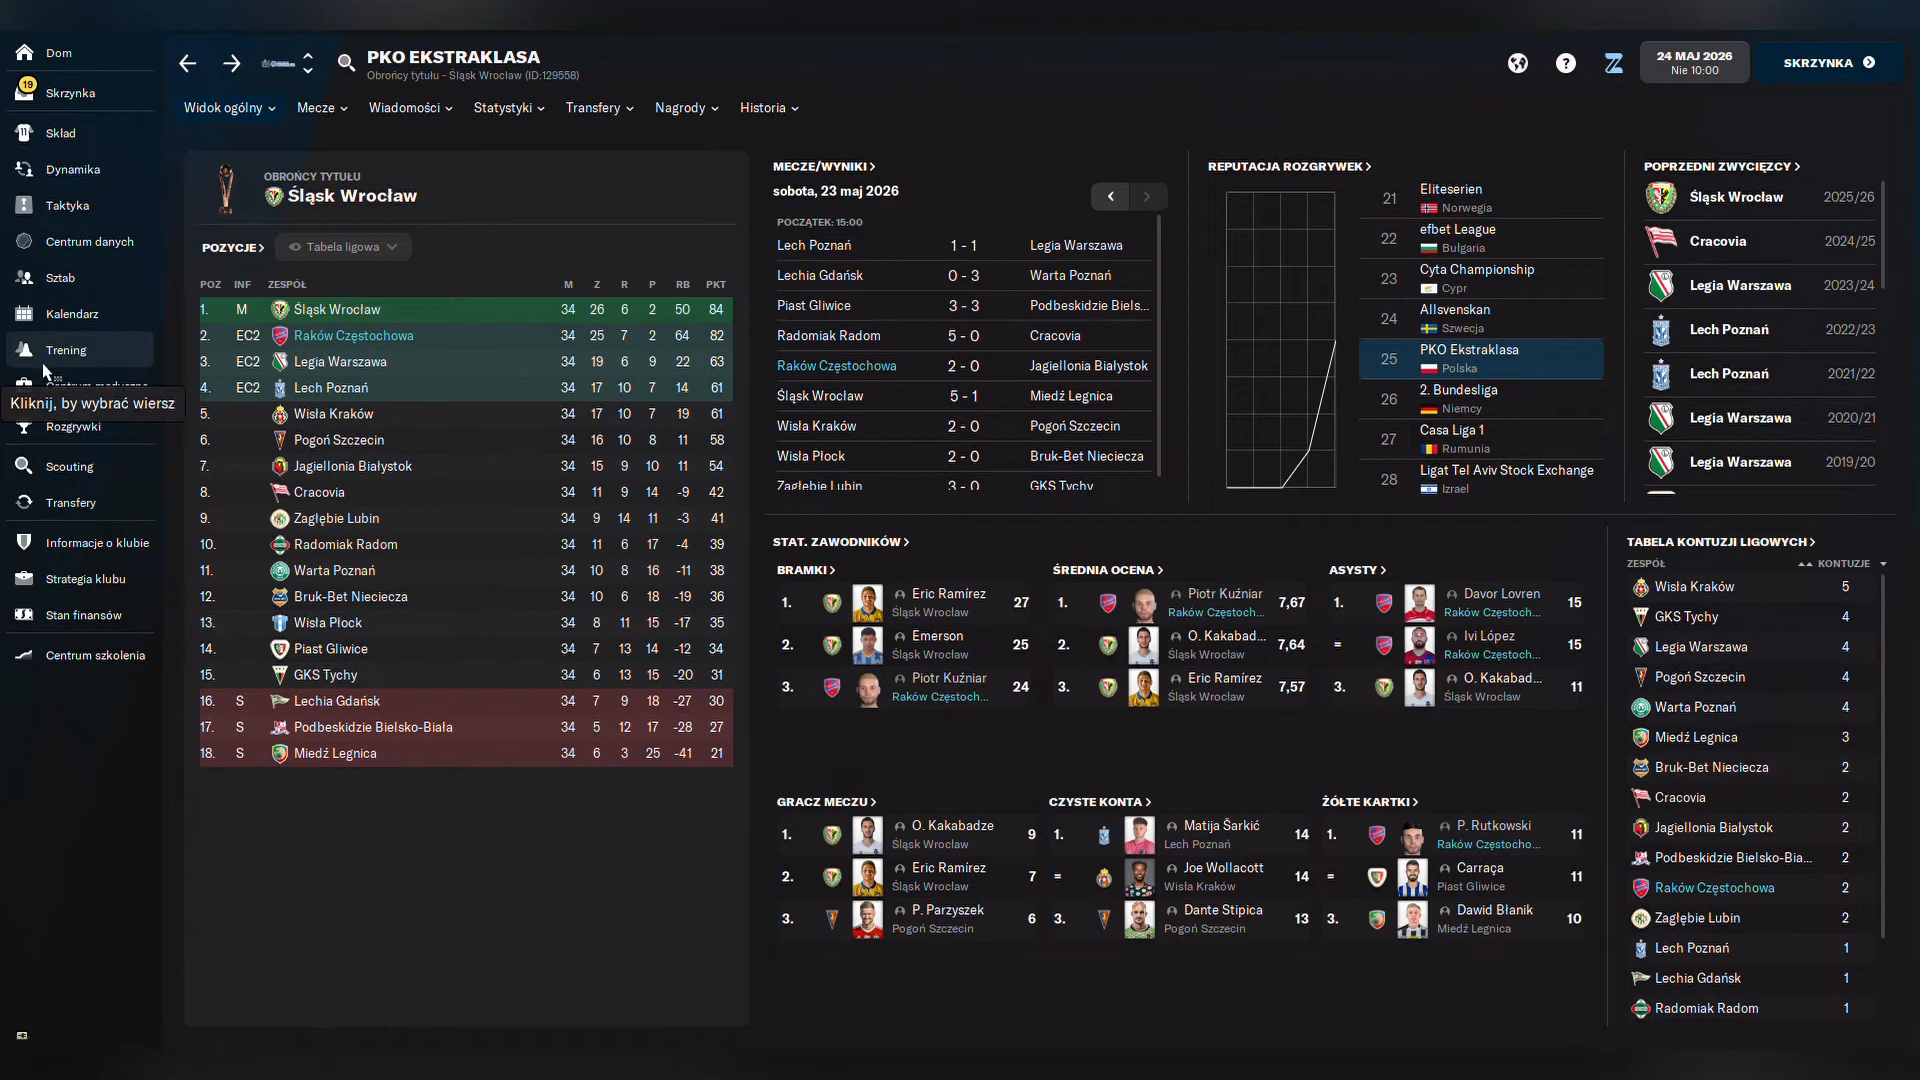 Dom
19
Skrzynka
Skład
Dynamika
Taktyka
Centrum danych
Sztab
Kalendarz
Trening
Kliknij, by wybrać wiersz
Rozgrywki
Scouting
Transfery
Informacje o klubie
Strategia klubu
Stan finansów
Centrum szkolenia
PKO EKSTRAKLASA
Obrońcy tytułu - Śląsk Wrocław (ID:129558)
24 MAJ 2026
Nie 10:00
SKRZYNKA
Widok ogólny
Mecze
Wiadomości
Statystyki
Transfery
Nagrody
Historia
OBROŃCY TYTUŁU
Śląsk Wrocław
POZYCJE
Tabela ligowa
POZ INF ZESPÓŁ M Z R P RB PKT
1. M Śląsk Wrocław 34 26 6 2 50 84
2. EC2 Raków Częstochowa 34 25 7 2 64 82
3. EC2 Legia Warszawa 34 19 6 9 22 63
4. EC2 Lech Poznań 34 17 10 7 14 61
5. Wisła Kraków 34 17 10 7 19 61
6. Pogoń Szczecin 34 16 10 8 11 58
7. Jagiellonia Białystok 34 15 9 10 11 54
8. Cracovia 34 11 9 14 -9 42
9. Zagłębie Lubin 34 9 14 11 -3 41
10. Radomiak Radom 34 11 6 17 -4 39
11. Warta Poznań 34 10 8 16 -11 38
12. Bruk-Bet Nieciecza 34 10 6 18 -19 36
13. Wisła Płock 34 8 11 15 -17 35
14. Piast Gliwice 34 7 13 14 -12 34
15. GKS Tychy 34 6 13 15 -20 31
16. S Lechia Gdańsk 34 7 9 18 -27 30
17. S Podbeskidzie Bielsko-Biała 34 5 12 17 -28 27
18. S Miedź Legnica 34 6 3 25 -41 21
MECZE/WYNIKI
sobota, 23 maj 2026
POCZĄTEK: 15:00
Lech Poznań 1 - 1 Legia Warszawa
Lechia Gdańsk 0 - 3 Warta Poznań
Piast Gliwice 3 - 3 Podbeskidzie Biels...
Radomiak Radom 5 - 0 Cracovia
Raków Częstochowa 2 - 0 Jagiellonia Białystok
Śląsk Wrocław 5 - 1 Miedź Legnica
Wisła Kraków 2 - 0 Pogoń Szczecin
Wisła Płock 2 - 0 Bruk-Bet Nieciecza
Zagłębie Lubin 3 - 0 GKS Tychy
REPUTACJA ROZGRYWEK
21 Eliteserien
Norwegia
22 efbet League
Bułgaria
23 Cyta Championship
Cypr
24 Allsvenskan
Szwecja
25 PKO Ekstraklasa
Polska
26 2. Bundesliga
Niemcy
27 Casa Liga 1
Rumunia
28 Ligat Tel Aviv Stock Exchange
Izrael
POPRZEDNI ZWYCIĘZCY
Śląsk Wrocław 2025/26
Cracovia 2024/25
Legia Warszawa 2023/24
Lech Poznań 2022/23
Lech Poznań 2021/22
Legia Warszawa 2020/21
Legia Warszawa 2019/20
STAT. ZAWODNIKÓW
BRAMKI
1. Eric Ramírez 27
Śląsk Wrocław
2. Emerson 25
Śląsk Wrocław
3. Piotr Kuźniar 24
Raków Częstoch...
ŚREDNIA OCENA
1. Piotr Kuźniar 7,67
Raków Częstoch...
2. O. Kakabad... 7,64
Śląsk Wrocław
3. Eric Ramírez 7,57
Śląsk Wrocław
ASYSTY
1. Davor Lovren 15
Raków Częstoch...
= Ivi López 15
Raków Częstoch...
3. O. Kakabad... 11
Śląsk Wrocław
GRACZ MECZU
1. O. Kakabadze 9
Śląsk Wrocław
2. Eric Ramírez 7
Śląsk Wrocław
3. P. Parzyszek 6
Pogoń Szczecin
CZYSTE KONTA
1. Matija Šarkić 14
Lech Poznań
= Joe Wollacott 14
Wisła Kraków
3. Dante Stipica 13
Pogoń Szczecin
ŻÓŁTE KARTKI
1. P. Rutkowski 11
Raków Częstocho...
= Carraça 11
Piast Gliwice
3. Dawid Błanik 10
Miedź Legnica
TABELA KONTUZJI LIGOWYCH
ZESPÓŁ KONTUZJE
Wisła Kraków 5
GKS Tychy 4
Legia Warszawa 4
Pogoń Szczecin 4
Warta Poznań 4
Miedź Legnica 3
Bruk-Bet Nieciecza 2
Cracovia 2
Jagiellonia Białystok 2
Podbeskidzie Bielsko-Bia... 2
Raków Częstochowa 2
Zagłębie Lubin 2
Lech Poznań 1
Lechia Gdańsk 1
Radomiak Radom 1